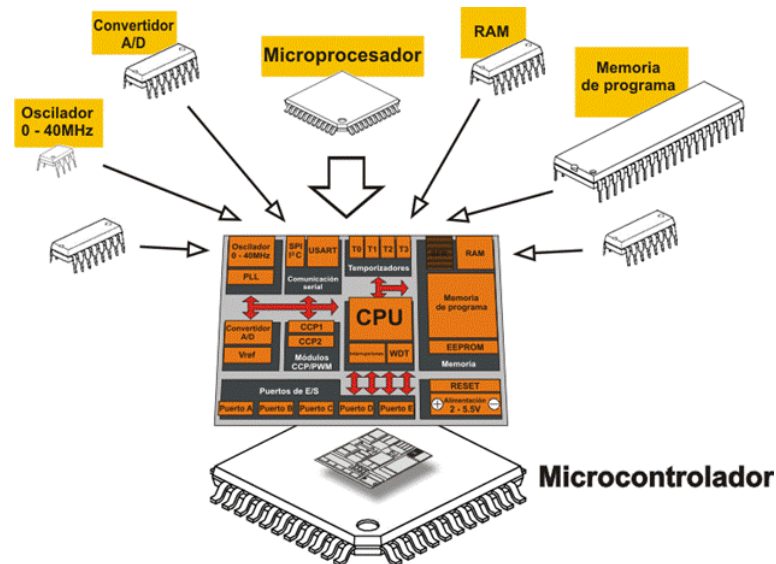 Convertidor
A/D
Microprocesador
RAM
Memoria
de programa
Oscilador
0 - 40MHz
Oscilador
0 - 40MHz
PLL
SPI
I²C
USART
Comunicación
serial
T0 T1 T2 T3
Temporizadores
RAM
Memoria
de programa
EEPROM
Memoria
CPU
Interrupciones
WDT
Convertidor
A/D
Vref
CCP1
CCP2
Módulos
CCP/PWM
Puertos de E/S
Puerto A Puerto B Puerto C Puerto D Puerto E
RESET
Alimentación
+ 2 - 5.5V -
Microcontrolador